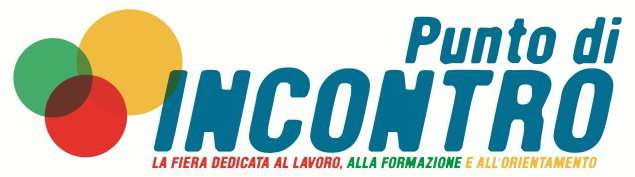 Punto di
INCONTRO
LA FIERA DEDICATA AL LAVORO, ALLA FORMAZIONE E ALL'ORIENTAMENTO